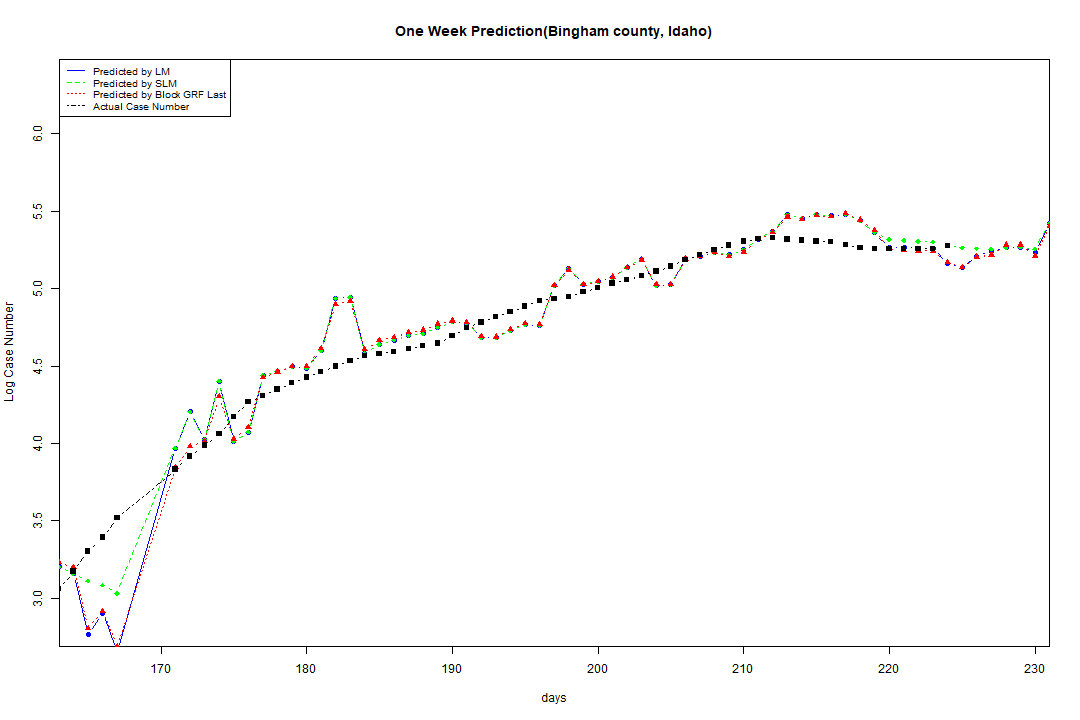 One Week Prediction(Bingham county, Idaho)
Predicted by LM
Predicted by SLM
Predicted by Block GRF Last
Actual Case Number
Log Case Number
6.0
5.5
5.0
4.5
4.0
3.5
3.0
170 180 190 200 210 220 230
days